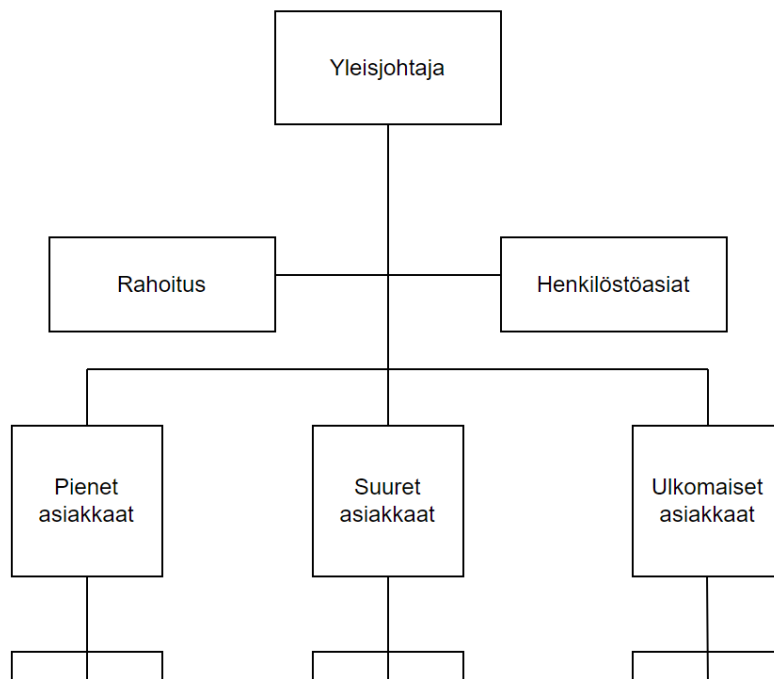 Yleisjohtaja
Rahoitus
Henkilöstöasiat
Pienet
asiakkaat
Suuret
asiakkaat
Ulkomaiset
asiakkaat